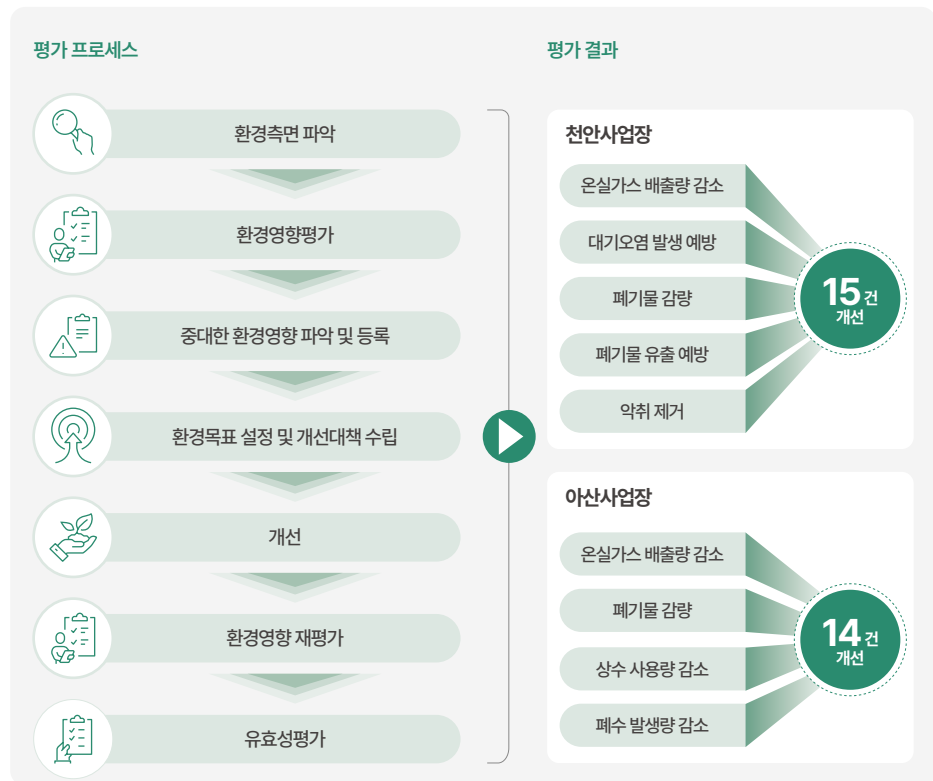 평가 프로세스
환경측면 파악
환경영향평가
중대한 환경영향 파악 및 등록
환경목표 설정 및 개선대책 수립
개선
환경영향 재평가
유효성평가
평가 결과
천안사업장
온실가스 배출량 감소
대기오염 발생 예방
폐기물 감량
폐기물 유출 예방
악취 제거
15건
개선
아산사업장
온실가스 배출량 감소
폐기물 감량
상수 사용량 감소
폐수 발생량 감소
14건
개선